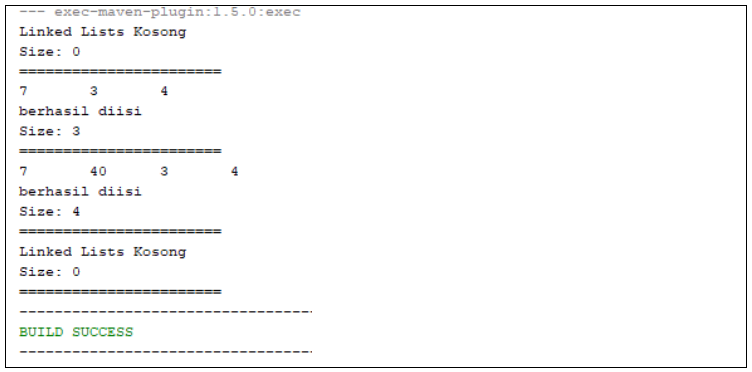 --- exec-maven-plugin:1.5.0:exec
Linked Lists Kosong
Size: 0
=======================
7 3 4
berhasil diisi
Size: 3
=======================
7 40 3 4
berhasil diisi
Size: 4
=======================
Linked Lists Kosong
Size: 0
=======================
----------------------------------
BUILD SUCCESS
----------------------------------